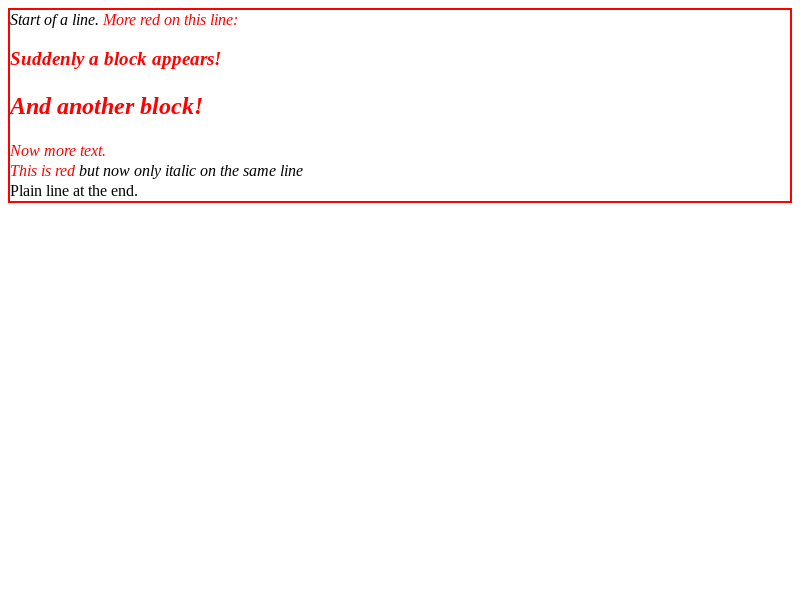 Start of a line. More red on this line:
Suddenly a block appears!
And another block!
Now more text.
This is red but now only italic on the same line
Plain line at the end.